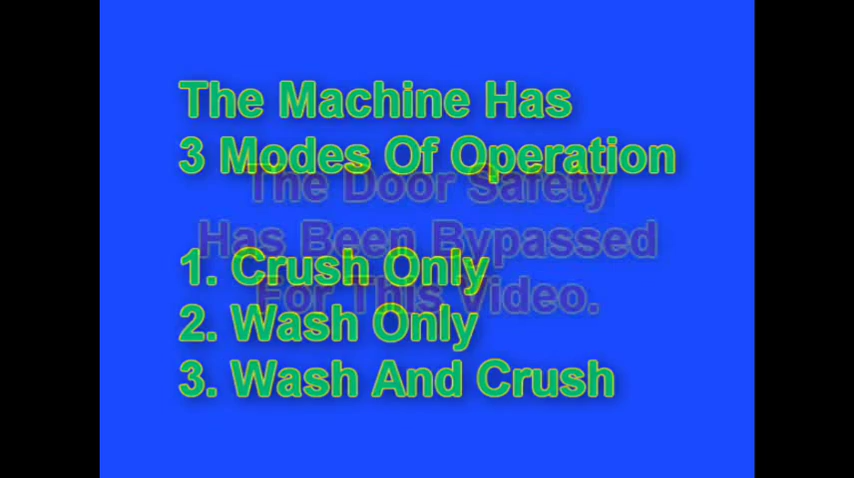 The Machine Has
3 Modes Of Operation
The Door Safety
Has Been Bypassed
For This Video.
1. Crush Only
2. Wash Only
3. Wash And Crush